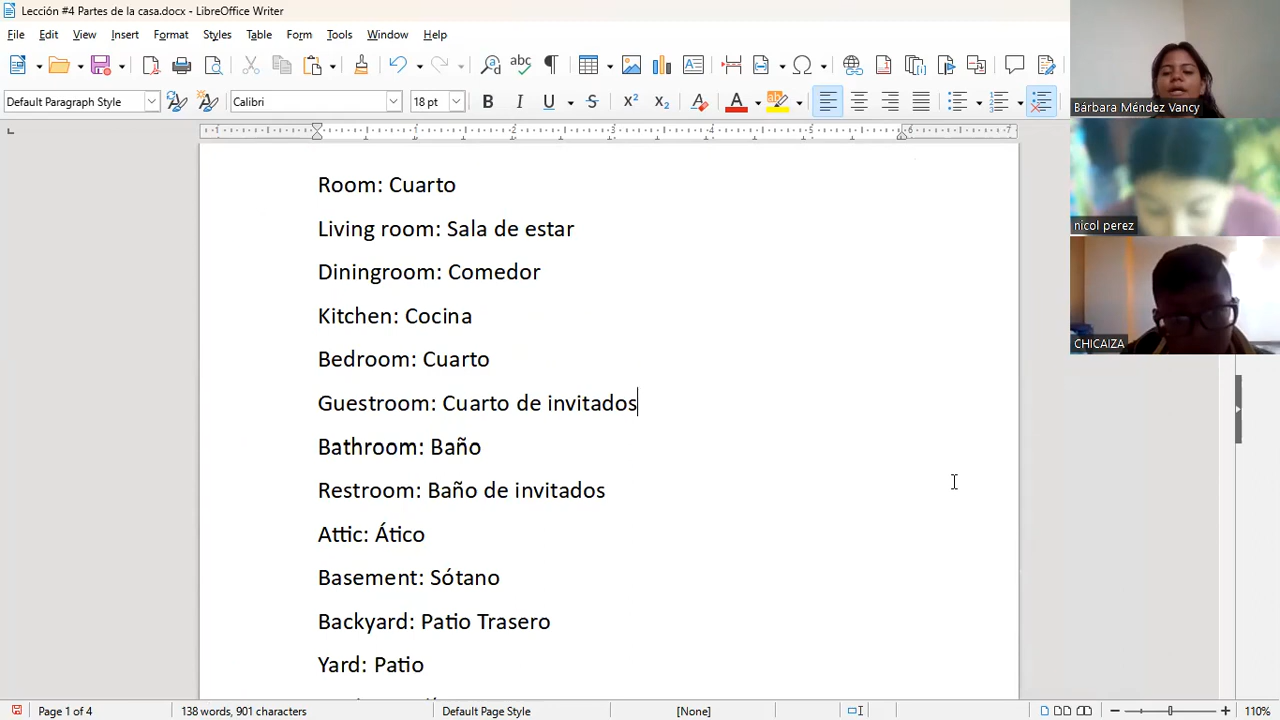 Lección #4 Partes de la casa.docx - LibreOffice Writer
File Edit View Insert Format Styles Table Form Tools Window Help
Default Paragraph Style Calibri 18 pt
Room: Cuarto
Living room: Sala de estar
Diningroom: Comedor
Kitchen: Cocina
Bedroom: Cuarto
Guestroom: Cuarto de invitados
Bathroom: Baño
Restroom: Baño de invitados
Attic: Ático
Basement: Sótano
Backyard: Patio Trasero
Yard: Patio
Bárbara Méndez Vancy
nicol perez
CHICAIZA
Page 1 of 4 138 words, 901 characters Default Page Style [None] 110%